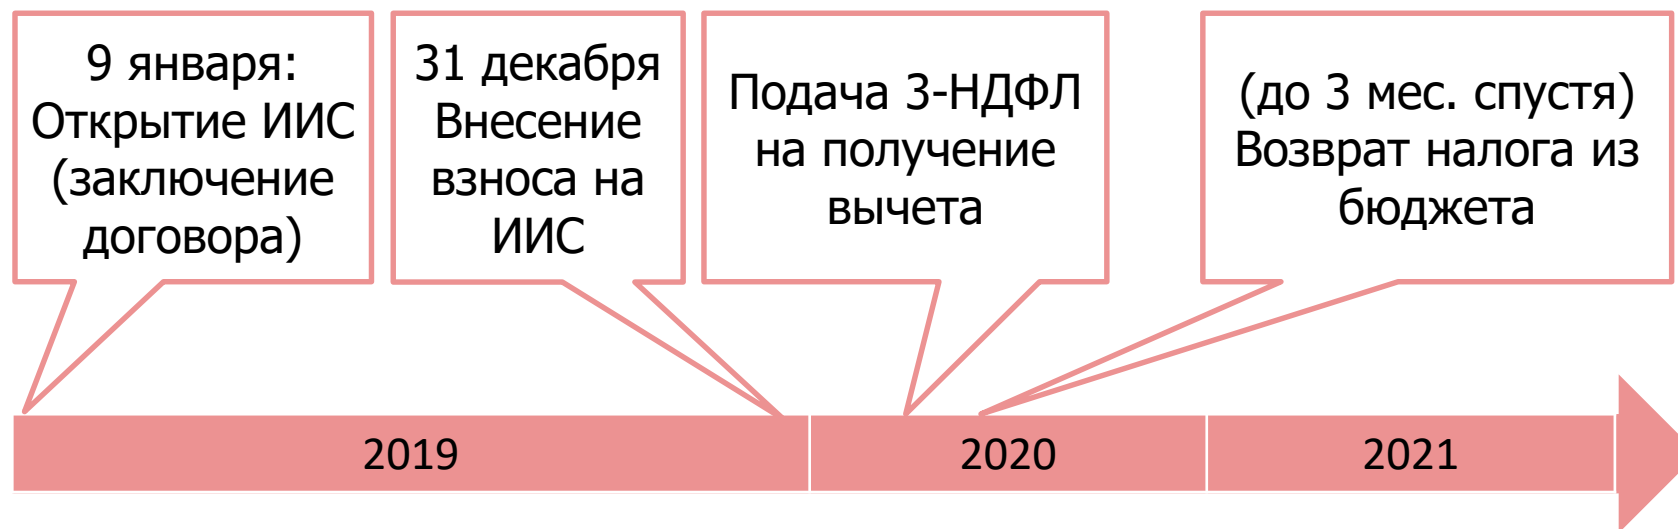 9 января:
Открытие ИИС
(заключение
договора)
31 декабря
Внесение
взноса на
ИИС
Подача 3-НДФЛ
на получение
вычета
(до 3 мес. спустя)
Возврат налога из
бюджета
2019
2020
2021